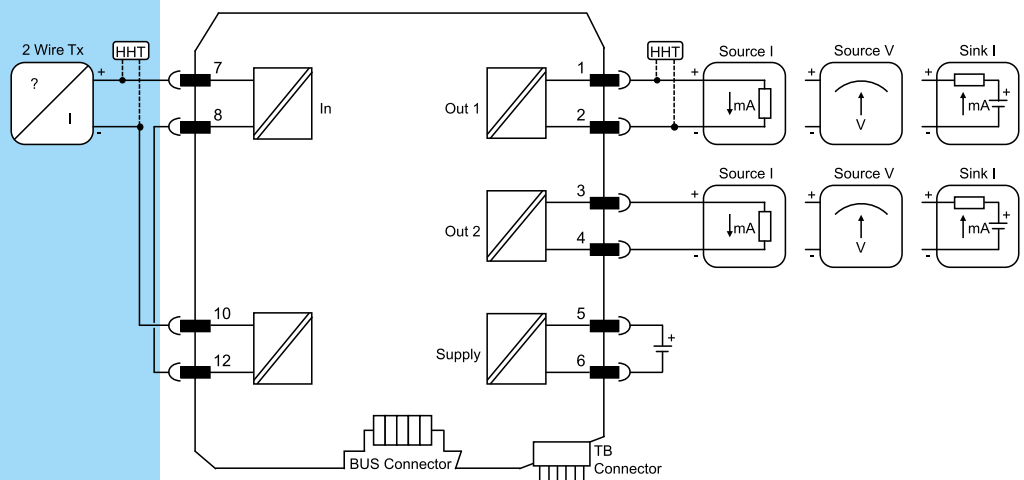 2 Wire Tx
HHT
?
I
+
-
7
8
In
10
12
Out 1
1
2
HHT
+
-
Source I
mA
Source V
+
-
V
Sink I
+
-
mA
+
Out 2
3
4
+
-
Source I
mA
Source V
+
-
V
Sink I
+
-
mA
+
Supply
5
6
+
BUS Connector
TB
Connector